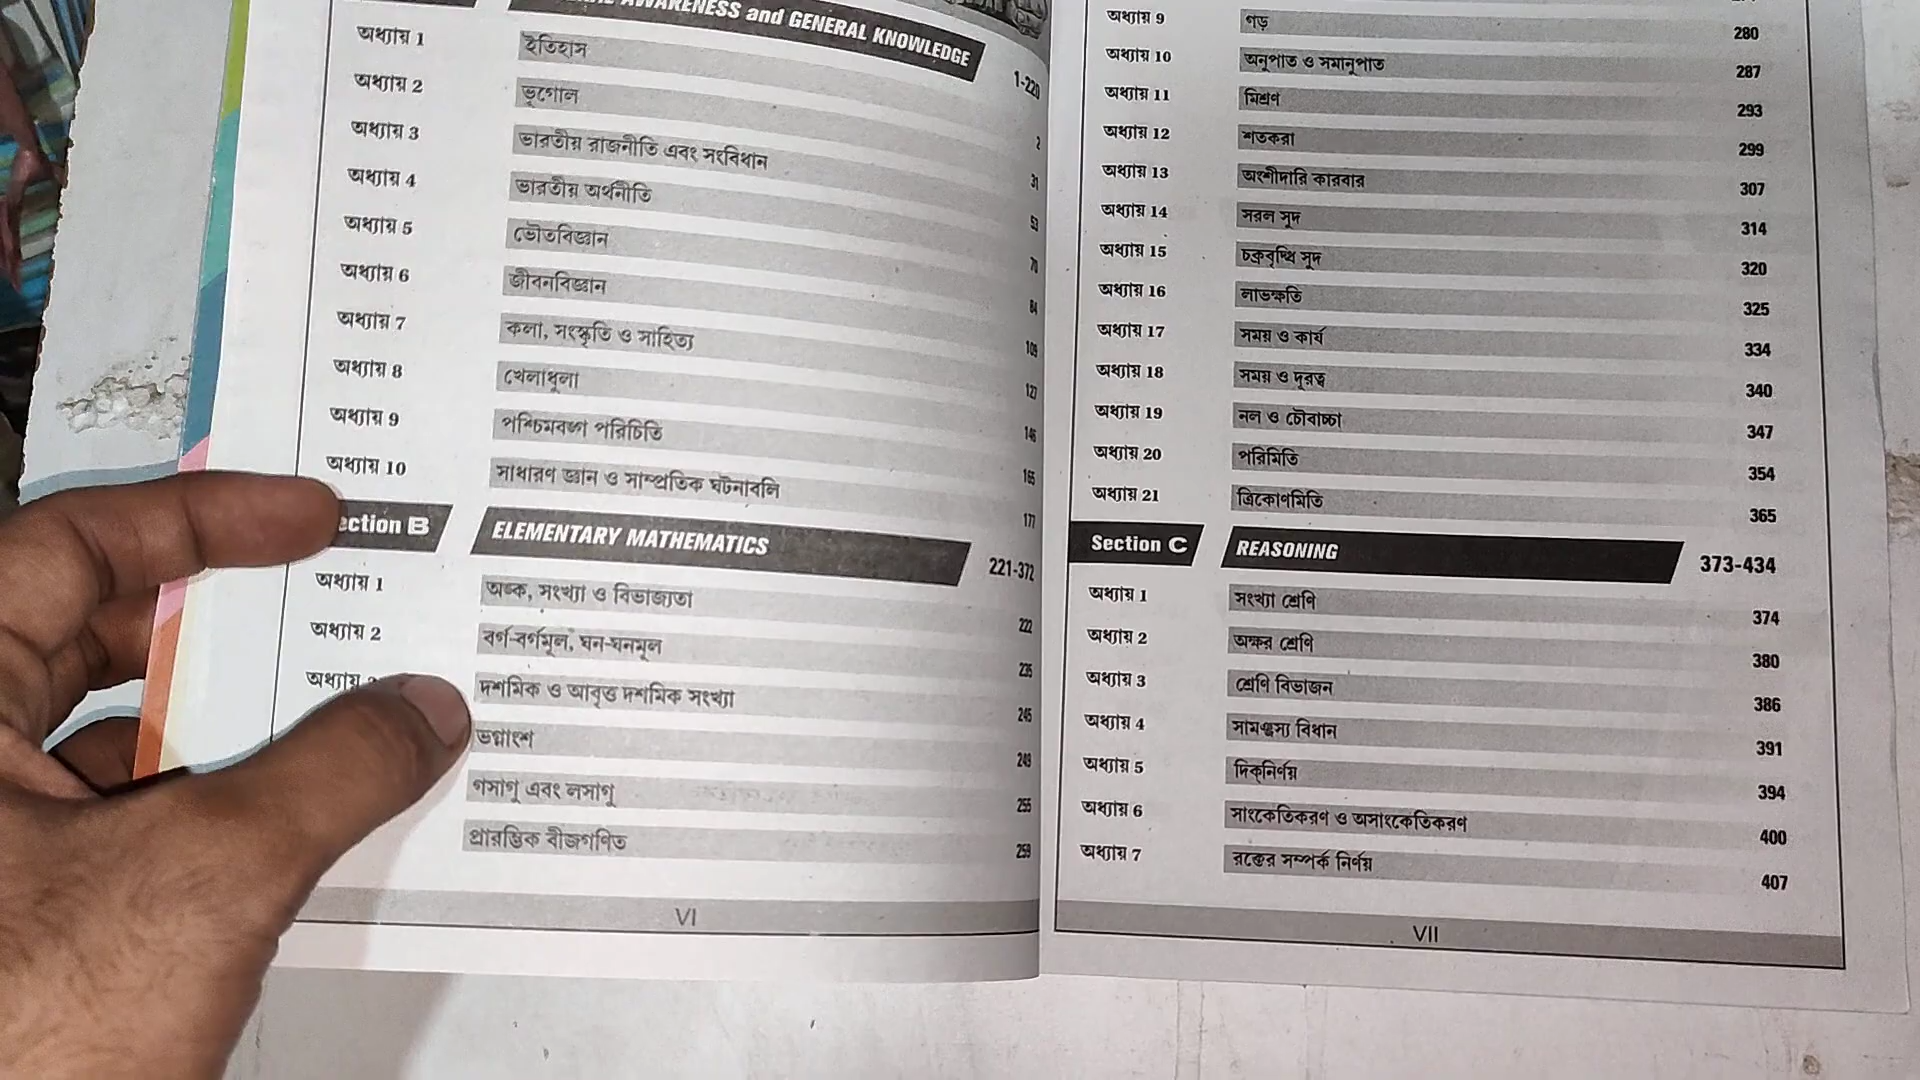 AWARENESS and GENERAL KNOWLEDGE 1-220
অধ্যায় 1 ইতিহাস 2
অধ্যায় 2 ভূগোল 31
অধ্যায় 3 ভারতীয় রাজনীতি এবং সংবিধান 53
অধ্যায় 4 ভারতীয় অর্থনীতি 70
অধ্যায় 5 ভৌতবিজ্ঞান 84
অধ্যায় 6 জীবনবিজ্ঞান 109
অধ্যায় 7 কলা, সংস্কৃতি ও সাহিত্য 127
অধ্যায় 8 খেলাধুলা 146
অধ্যায় 9 পশ্চিমবঙ্গ পরিচিতি 155
অধ্যায় 10 সাধারণ জ্ঞান ও সাম্প্রতিক ঘটনাবলি 177
ection B ELEMENTARY MATHEMATICS 221-372
অধ্যায় 1 অঙ্ক, সংখ্যা ও বিভাজ্যতা 222
অধ্যায় 2 বর্গ-বর্গমূল, ঘন-ঘনমূল 235
অধ্যায় দশমিক ও আবৃত্ত দশমিক সংখ্যা 245
ভগ্নাংশ 249
গসাগু এবং লসাগু 255
প্রারম্ভিক বীজগণিত 259
VI
অধ্যায় 9 গড় 280
অধ্যায় 10 অনুপাত ও সমানুপাত 287
অধ্যায় 11 মিশ্রণ 293
অধ্যায় 12 শতকরা 299
অধ্যায় 13 অংশীদারি কারবার 307
অধ্যায় 14 সরল সুদ 314
অধ্যায় 15 চক্রবৃদ্ধি সুদ 320
অধ্যায় 16 লাভক্ষতি 325
অধ্যায় 17 সময় ও কার্য 334
অধ্যায় 18 সময় ও দূরত্ব 340
অধ্যায় 19 নল ও চৌবাচ্চা 347
অধ্যায় 20 পরিমিতি 354
অধ্যায় 21 ত্রিকোণমিতি 365
Section C REASONING 373-434
অধ্যায় 1 সংখ্যা শ্রেণি 374
অধ্যায় 2 অক্ষর শ্রেণি 380
অধ্যায় 3 শ্রেণি বিভাজন 386
অধ্যায় 4 সামঞ্জস্য বিধান 391
অধ্যায় 5 দিক্‌নির্ণয় 394
অধ্যায় 6 সাংকেতিকরণ ও অসাংকেতিকরণ 400
অধ্যায় 7 রক্তের সম্পর্ক নির্ণয় 407
VII